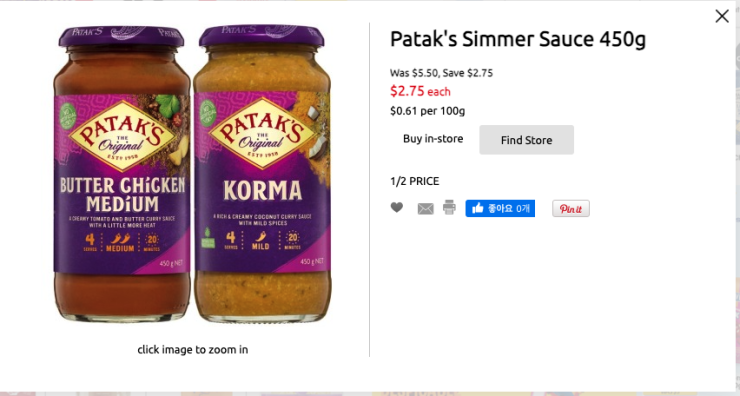 PATAK'S
PATAK'S
PATAK'S
THE
Original
ESTD 1958
BUTTER CHICKEN
MEDIUM
A CREAMY TOMATO AND BUTTER CURRY SAUCE
WITH A LITTLE MORE HEAT
4
SERVES
MEDIUM
20
MINUTES
450 g NET
PATAK'S
THE
Original
ESTD 1958
KORMA
A RICH & CREAMY COCONUT CURRY SAUCE
WITH MILD SPICES
4
SERVES
MILD
20
MINUTES
450 g NET
click image to zoom in
Patak's Simmer Sauce 450g
Was $5.50, Save $2.75
$2.75 each
$0.61 per 100g
Buy in-store
Find Store
1/2 PRICE
좋아요 0개
Pin it